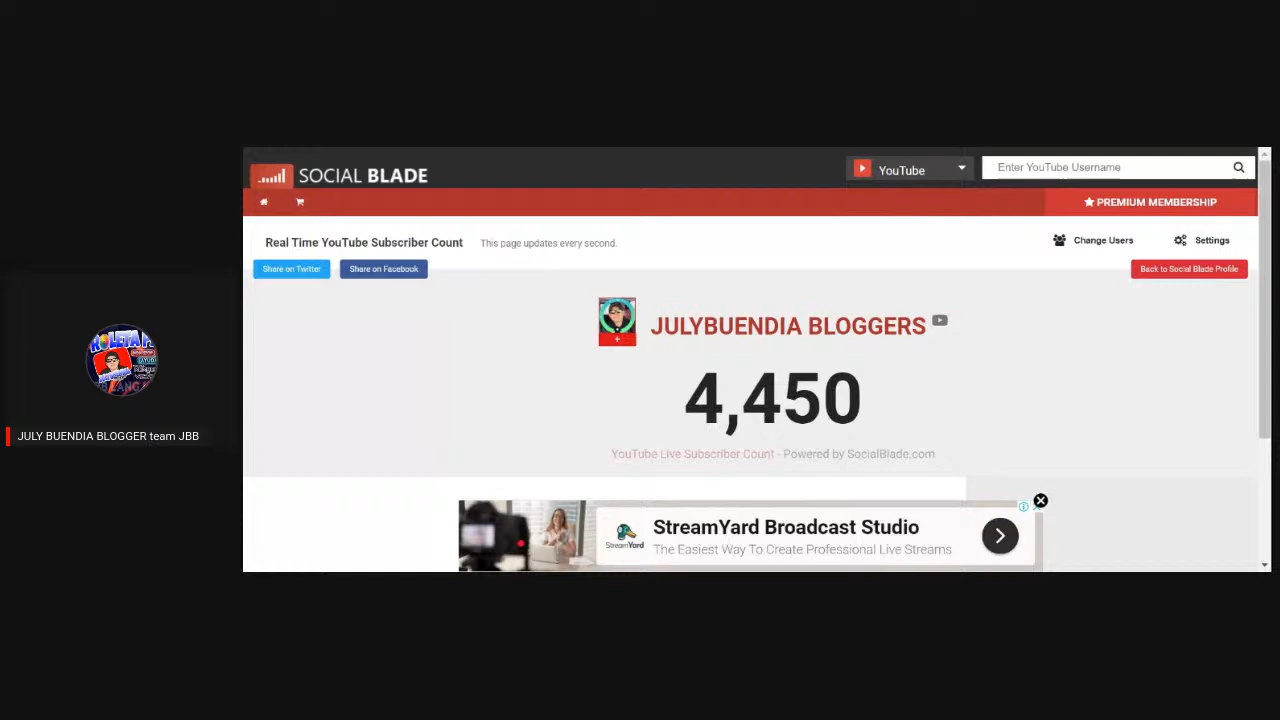 SOCIAL BLADE
YouTube
Enter YouTube Username
PREMIUM MEMBERSHIP
Real Time YouTube Subscriber Count
This page updates every second.
Change Users
Settings
Share on Twitter
Share on Facebook
Back to Social Blade Profile
JULYBUENDIA BLOGGERS
4,450
YouTube Live Subscriber Count - Powered by SocialBlade.com
JULY BUENDIA BLOGGER team JBB
StreamYard
StreamYard Broadcast Studio
The Easiest Way To Create Professional Live Streams